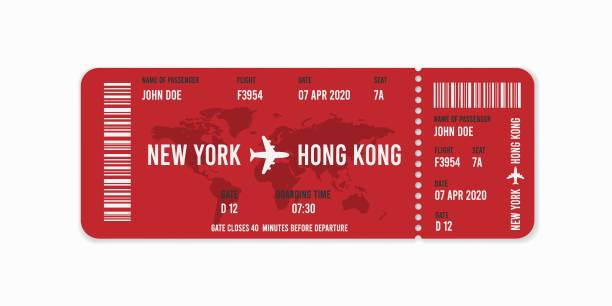 NAME OF PASSENGER FLIGHT DATE SEAT
JOHN DOE F3954 07 APR 2020 7A
NEW YORK HONG KONG
GATE BOARDING TIME
D 12 07:30
GATE CLOSES 40 MINUTES BEFORE DEPARTURE
NAME OF PASSENGER
JOHN DOE
FLIGHT SEAT
F3954 7A
DATE
07 APR 2020
GATE
D 12
NEW YORK HONG KONG